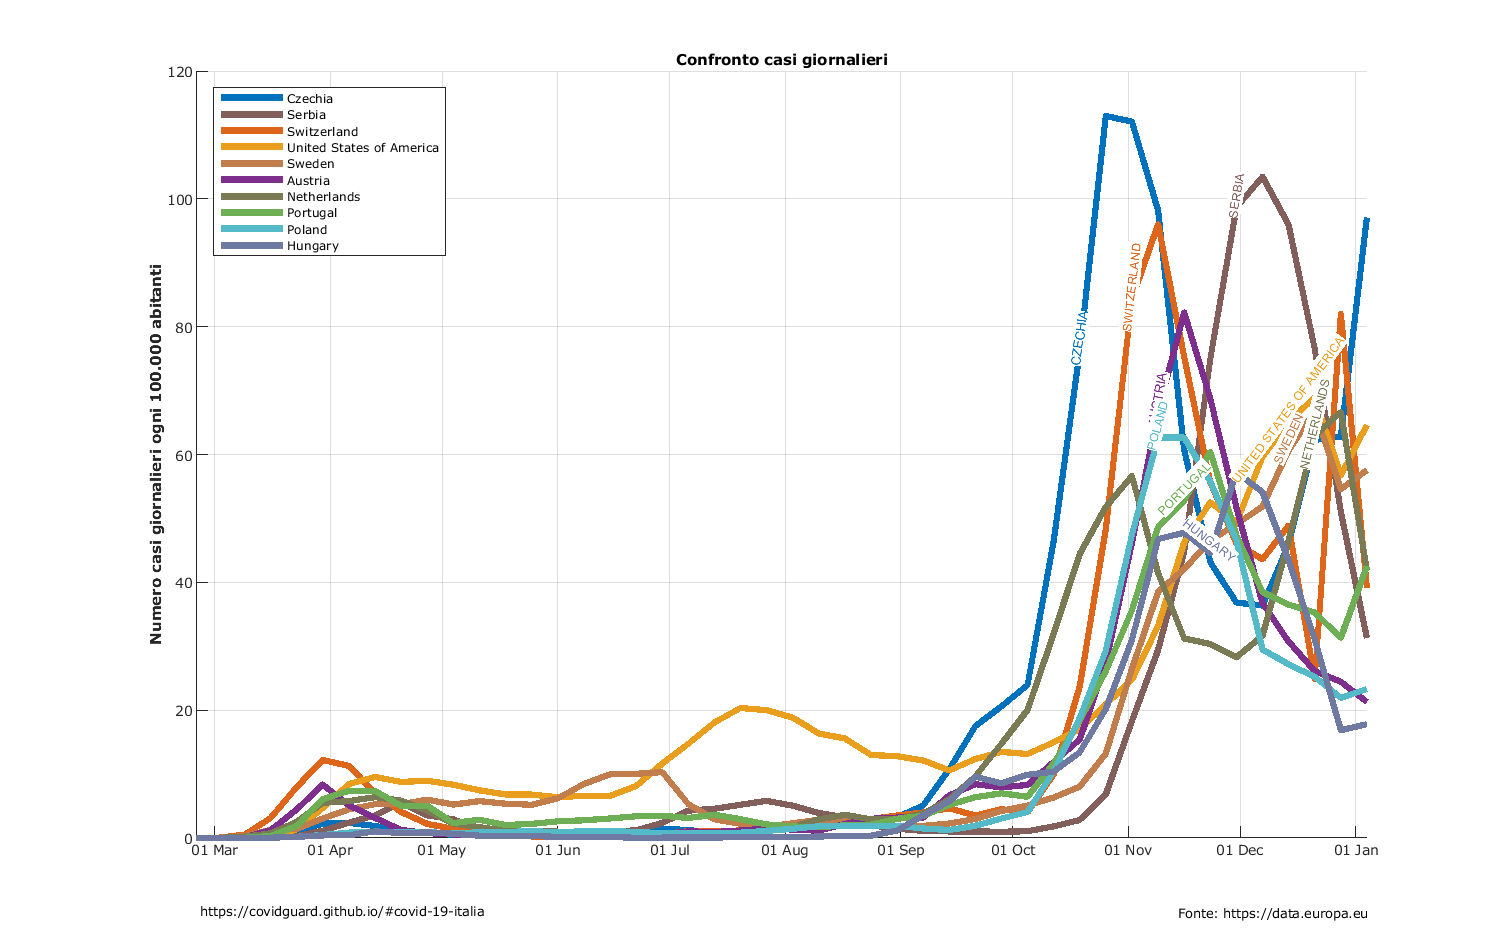 Confronto casi giornalieri
Numero casi giornalieri ogni 100.000 abitanti
120
100
80
60
40
20
0
Czechia
Serbia
Switzerland
United States of America
Sweden
Austria
Netherlands
Portugal
Poland
Hungary
CZECHIA
SWITZERLAND
SERBIA
POLAND
PORTUGAL
HUNGARY
UNITED STATES OF AMERICA
SWEDEN
NETHERLANDS
01 Mar
01 Apr
01 May
01 Jun
01 Jul
01 Aug
01 Sep
01 Oct
01 Nov
01 Dec
01 Jan
https://covidguard.github.io/#covid-19-italia
Fonte: https://data.europa.eu